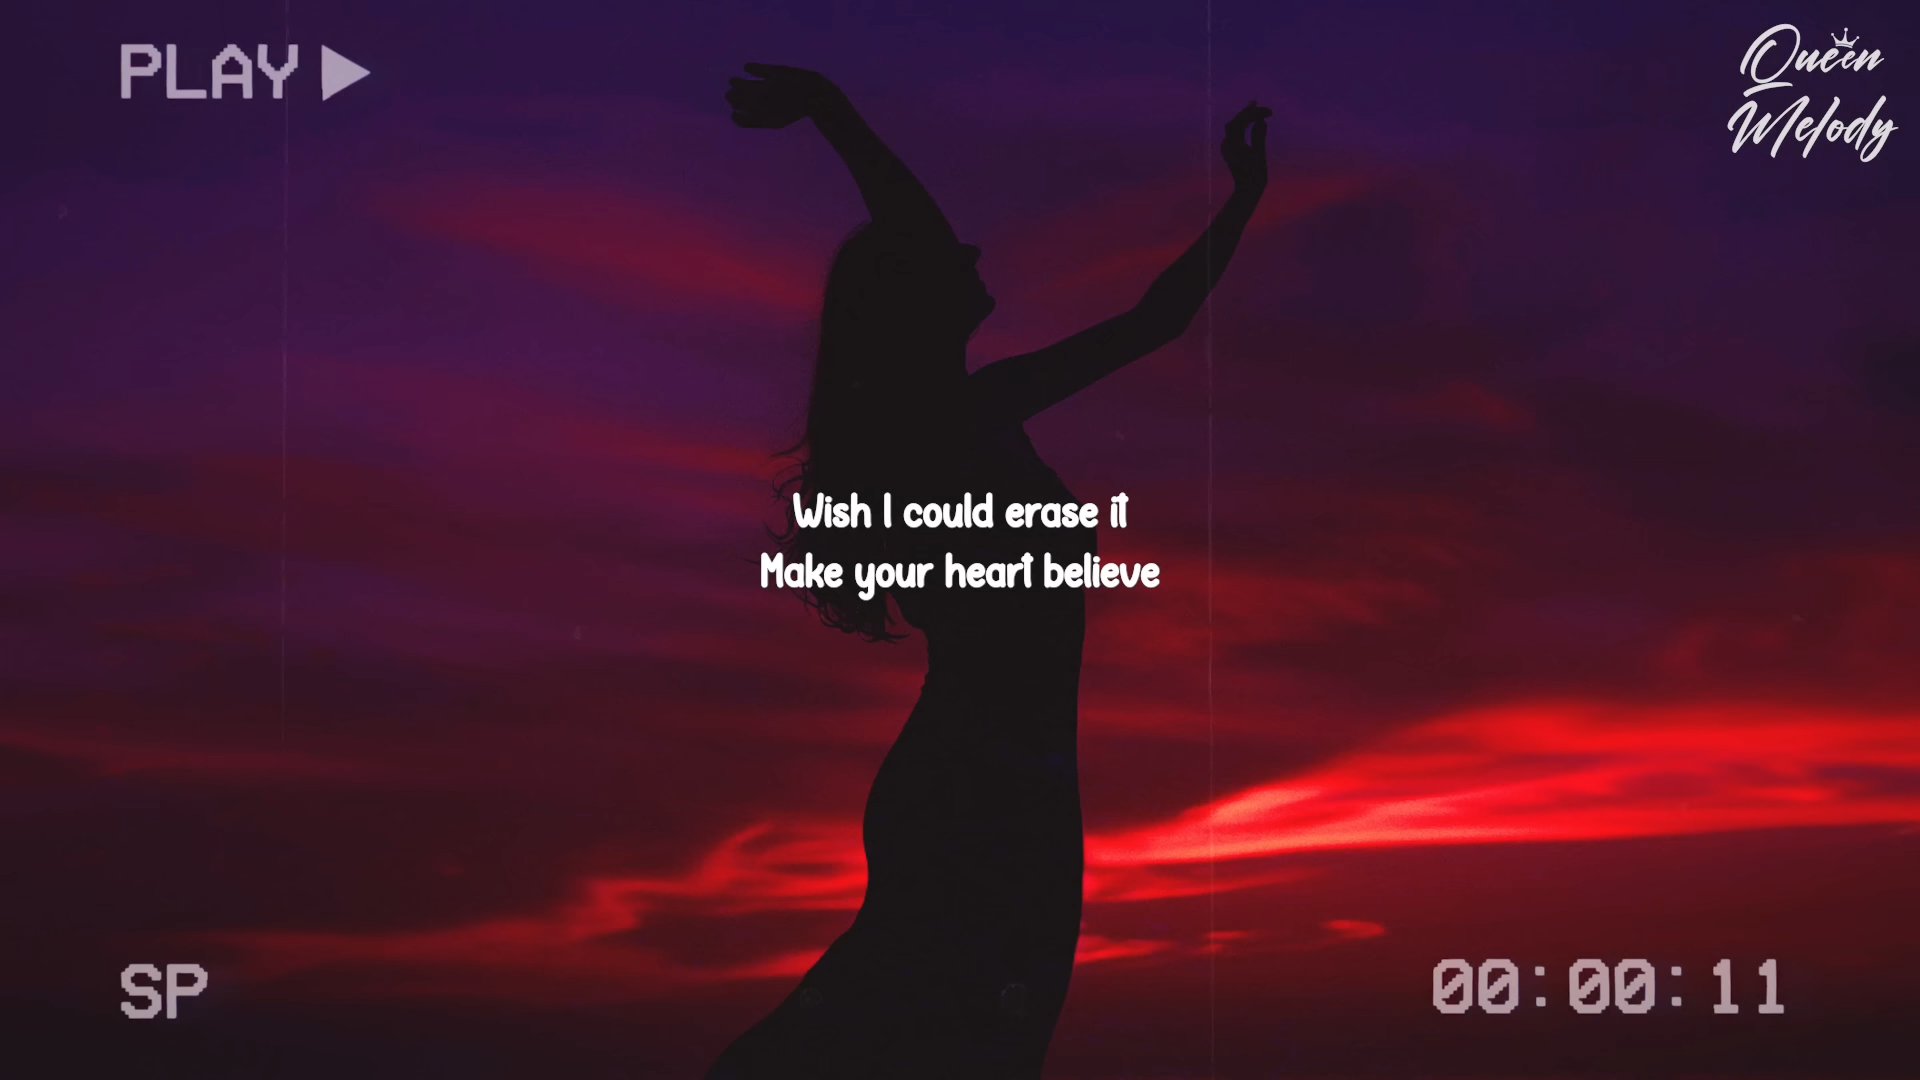 PLAY
Queen
Melody
Wish I could erase it
Make your heart believe
SP
00:00:11